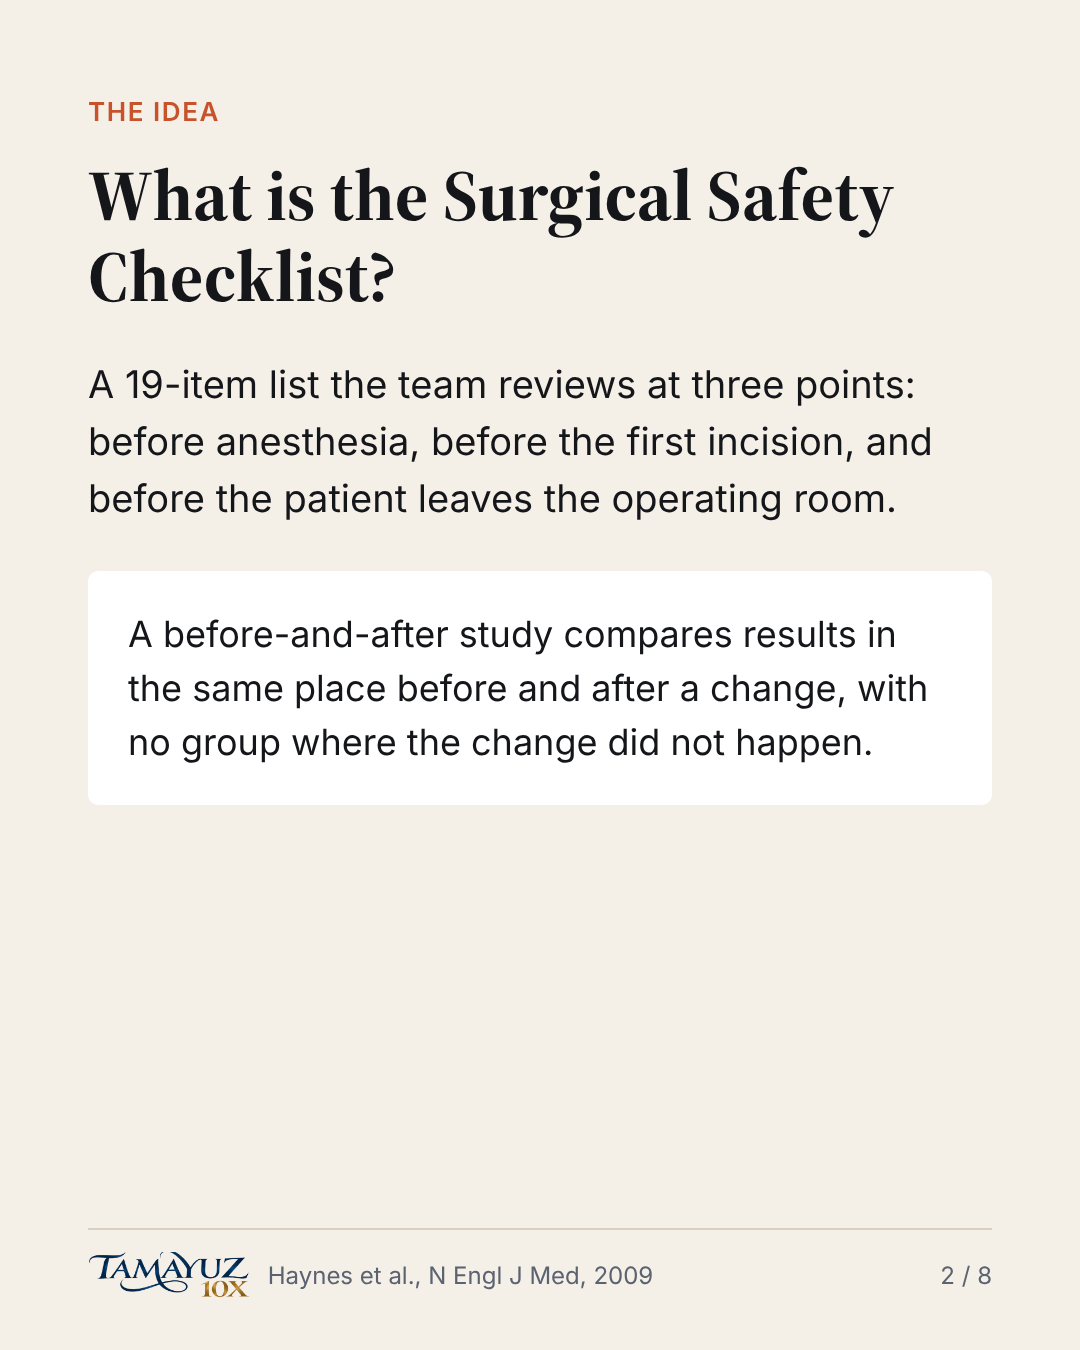 THE IDEA
What is the Surgical Safety
Checklist?
A 19-item list the team reviews at three points:
before anesthesia, before the first incision, and
before the patient leaves the operating room.
A before-and-after study compares results in
the same place before and after a change, with
no group where the change did not happen.
TAMAYUZ
10X
Haynes et al., N Engl J Med, 2009
2 / 8